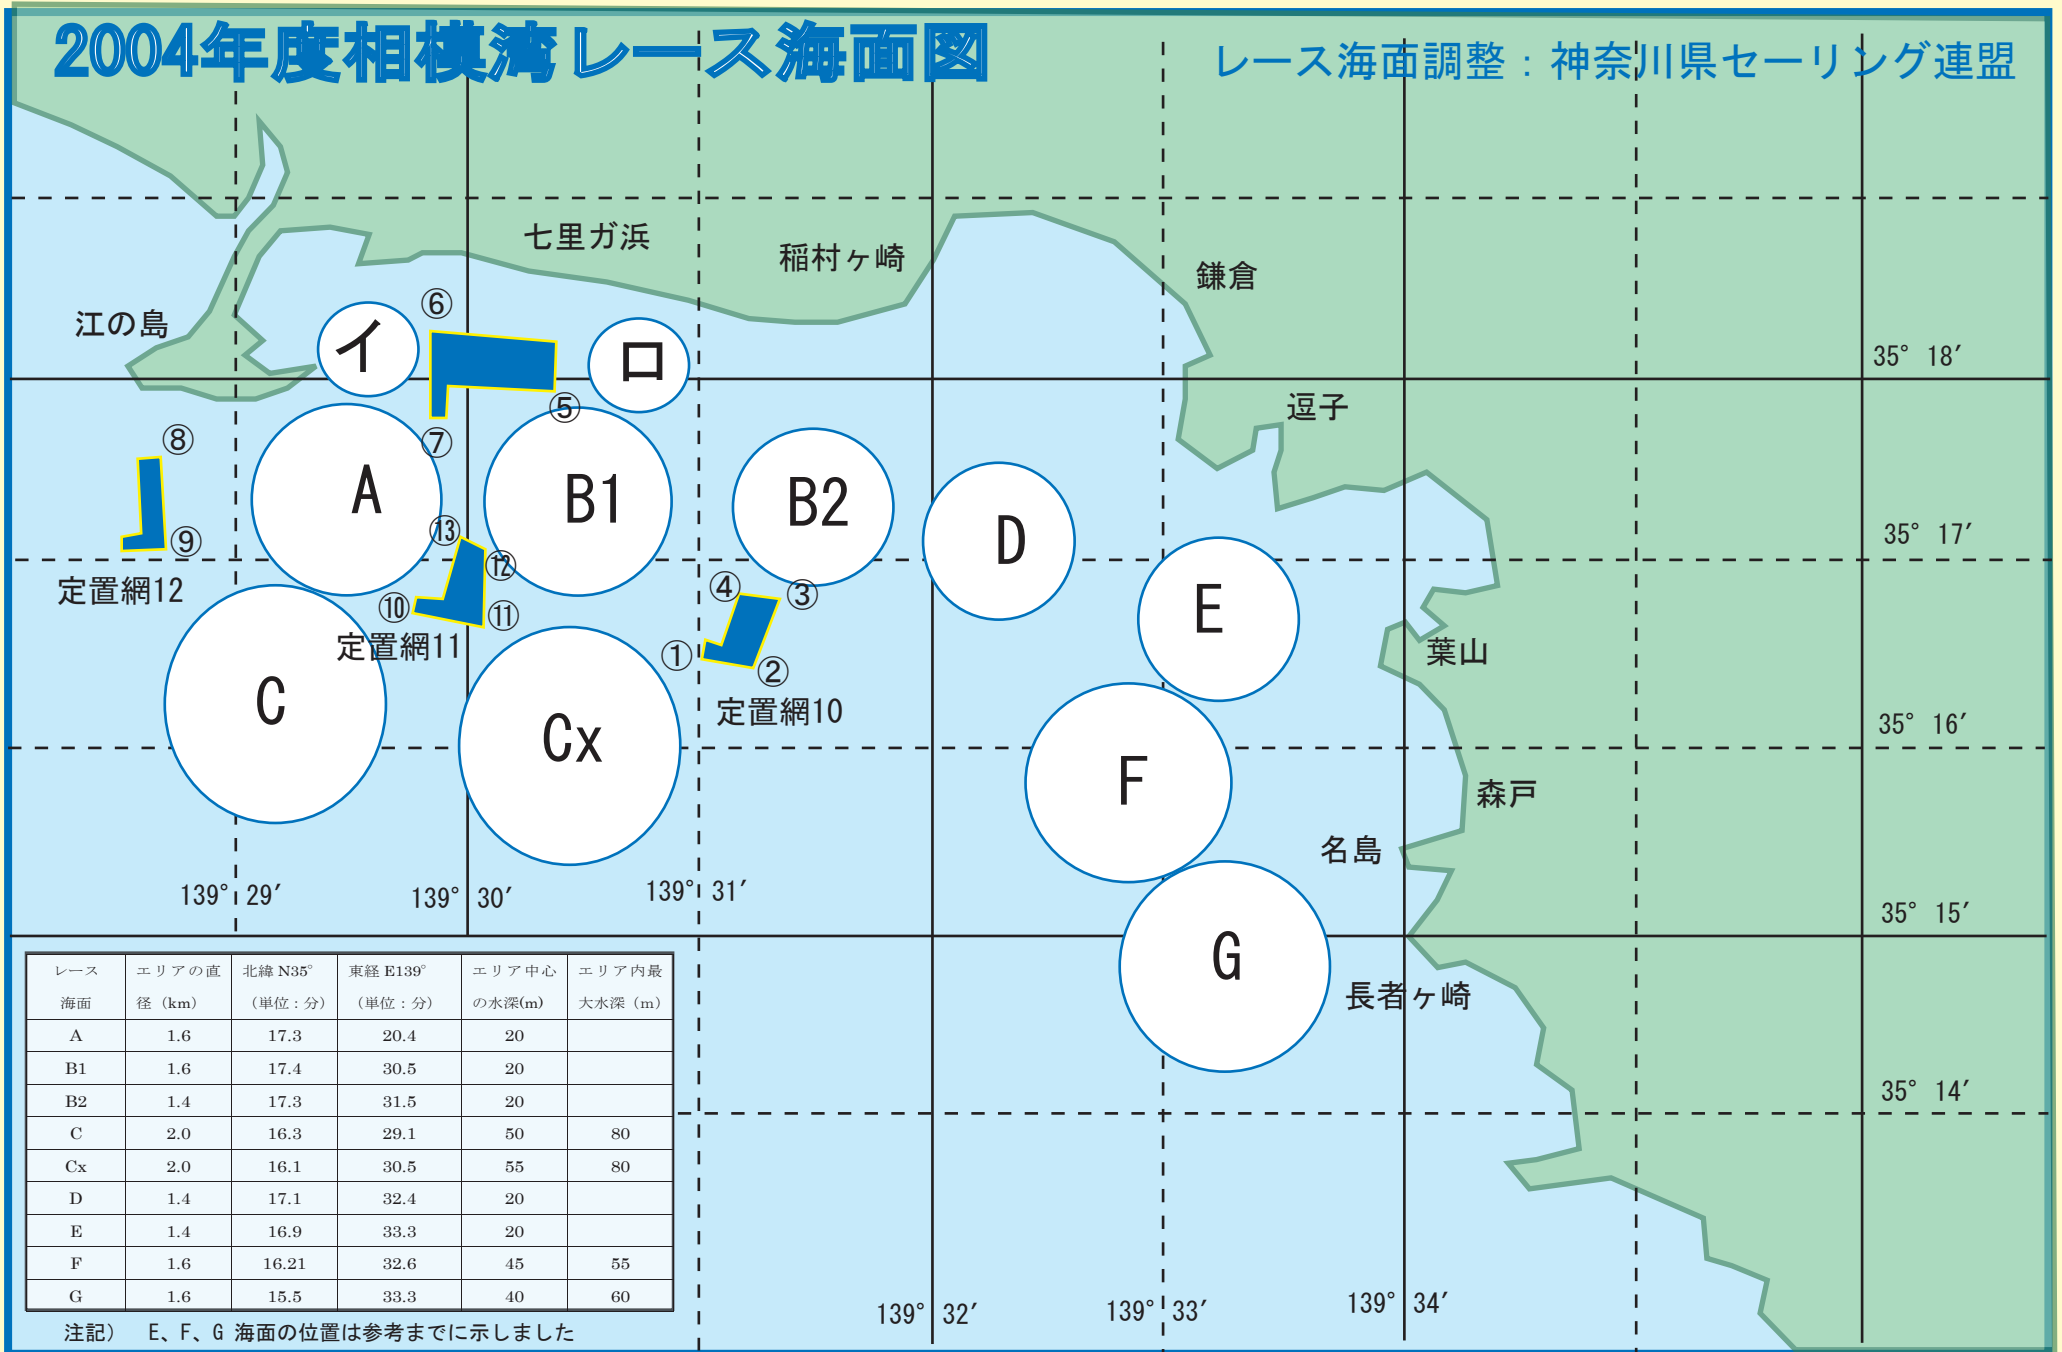 2004年度相模湾レース海面図
レース海面調整：神奈川県セーリング連盟
七里ガ浜
稲村ヶ崎
鎌倉
江の島
⑥
イ
ロ
35° 18′
⑤
逗子
⑧
⑦
A
B1
B2
D
⑬
35° 17′
⑨
⑫
定置網12
④
③
E
⑩
⑪
定置網11
①
②
葉山
C
定置網10
35° 16′
Cx
F
森戸
名島
139° 29′
139° 30′
139° 31′
35° 15′
G
長者ヶ崎
35° 14′
レース海面 エリアの直径（km） 北緯 N35°（単位：分） 東経 E139°（単位：分） エリア中心の水深(m) エリア内最大水深（m）
A 1.6 17.3 20.4 20
B1 1.6 17.4 30.5 20
B2 1.4 17.3 31.5 20
C 2.0 16.3 29.1 50 80
Cx 2.0 16.1 30.5 55 80
D 1.4 17.1 32.4 20
E 1.4 16.9 33.3 20
F 1.6 16.21 32.6 45 55
G 1.6 15.5 33.3 40 60
139° 32′
139° 33′
139° 34′
注記） E、F、G 海面の位置は参考までに示しました